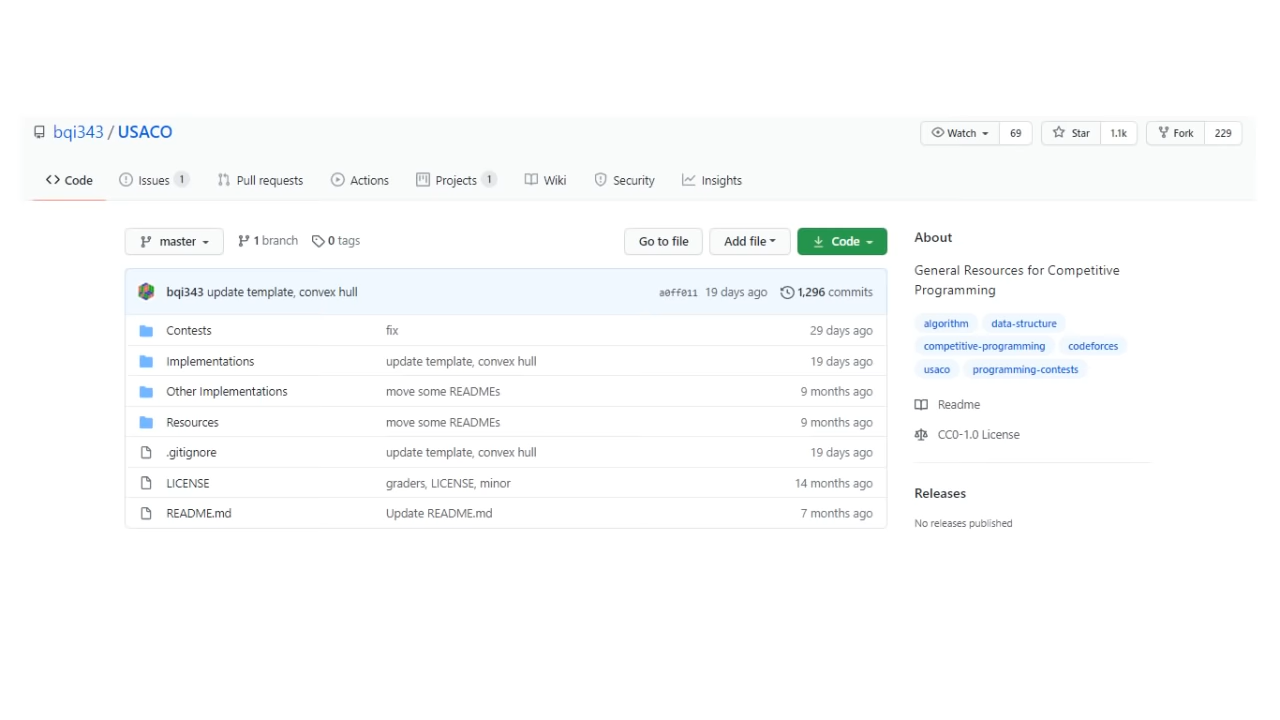 bqi343 / USACO
Watch 69 Star 1.1k Fork 229
Code Issues 1 Pull requests Actions Projects 1 Wiki Security Insights
master 1 branch 0 tags Go to file Add file Code
bqi343 update template, convex hull a0ff011 19 days ago 1,296 commits
Contests fix 29 days ago
Implementations update template, convex hull 19 days ago
Other Implementations move some READMEs 9 months ago
Resources move some READMEs 9 months ago
.gitignore update template, convex hull 19 days ago
LICENSE graders, LICENSE, minor 14 months ago
README.md Update README.md 7 months ago
About
General Resources for Competitive
Programming
algorithm data-structure
competitive-programming codeforces
usaco programming-contests
Readme
CC0-1.0 License
Releases
No releases published